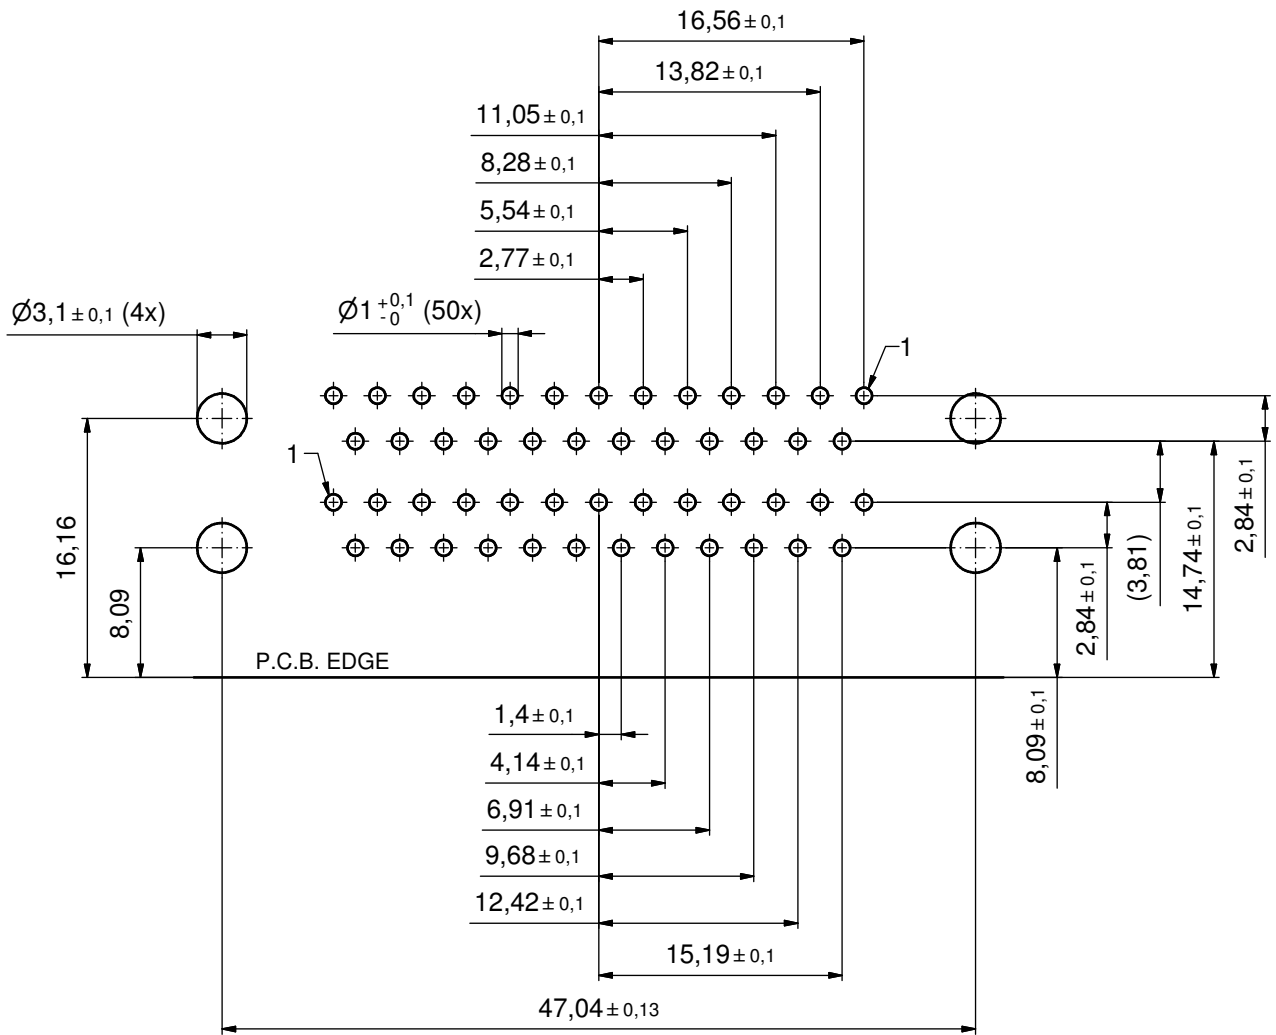 16,56 ± 0,1
13,82 ± 0,1
11,05 ± 0,1
8,28 ± 0,1
5,54 ± 0,1
2,77 ± 0,1
Ø3,1 ± 0,1 (4x)
Ø1 +0,1 -0 (50x)
1
1
16,16
8,09
2,84 ± 0,1
(3,81)
14,74 ± 0,1
2,84 ± 0,1
8,09 ± 0,1
P.C.B. EDGE
1,4 ± 0,1
4,14 ± 0,1
6,91 ± 0,1
9,68 ± 0,1
12,42 ± 0,1
15,19 ± 0,1
47,04 ± 0,13